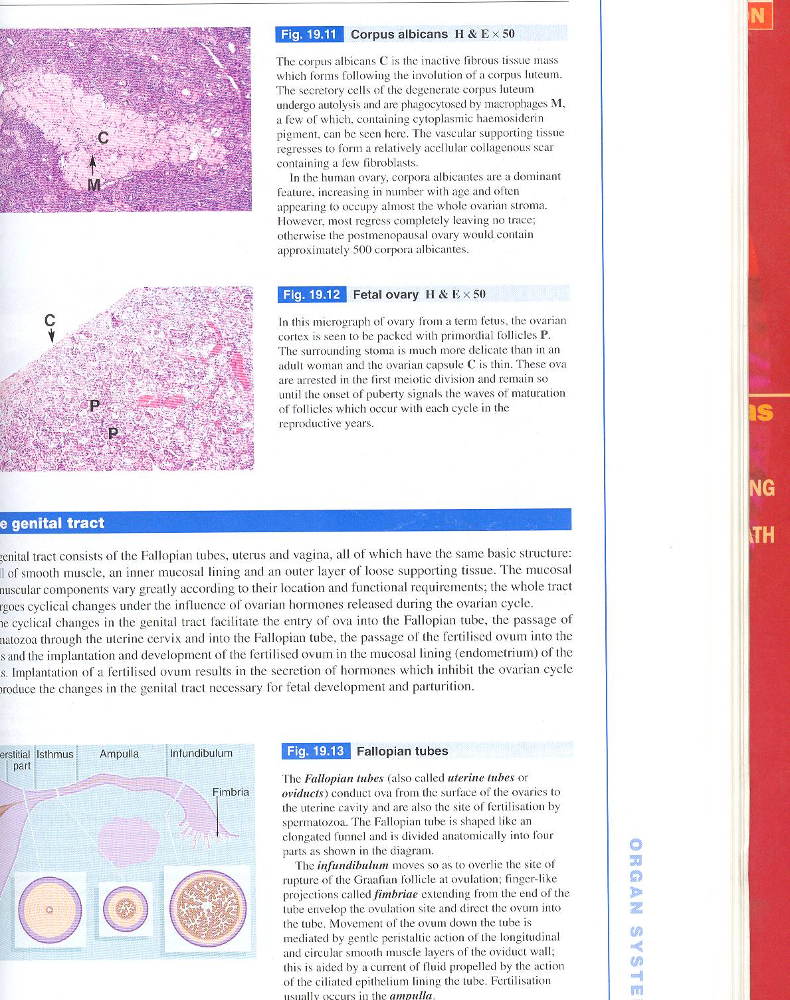 Fig. 19.11 Corpus albicans H & E × 50
The corpus albicans C is the inactive fibrous tissue mass
which forms following the involution of a corpus luteum.
The secretory cells of the degenerate corpus luteum
undergo autolysis and are phagocytosed by macrophages M,
a few of which, containing cytoplasmic haemosiderin
pigment, can be seen here. The vascular supporting tissue
regresses to form a relatively acellular collagenous scar
containing a few fibroblasts.
In the human ovary, corpora albicantes are a dominant
feature, increasing in number with age and often
appearing to occupy almost the whole ovarian stroma.
However, most regress completely leaving no trace;
otherwise the postmenopausal ovary would contain
approximately 500 corpora albicantes.
C
M
Fig. 19.12 Fetal ovary H & E × 50
In this micrograph of ovary from a term fetus, the ovarian
cortex is seen to be packed with primordial follicles P.
The surrounding stoma is much more delicate than in an
adult woman and the ovarian capsule C is thin. These ova
are arrested in the first meiotic division and remain so
until the onset of puberty signals the waves of maturation
of follicles which occur with each cycle in the
reproductive years.
C
P
P
e genital tract
genital tract consists of the Fallopian tubes, uterus and vagina, all of which have the same basic structure:
ll of smooth muscle, an inner mucosal lining and an outer layer of loose supporting tissue. The mucosal
muscular components vary greatly according to their location and functional requirements; the whole tract
rgoes cyclical changes under the influence of ovarian hormones released during the ovarian cycle.
he cyclical changes in the genital tract facilitate the entry of ova into the Fallopian tube, the passage of
matozoa through the uterine cervix and into the Fallopian tube, the passage of the fertilised ovum into the
s and the implantation and development of the fertilised ovum in the mucosal lining (endometrium) of the
s. Implantation of a fertilised ovum results in the secretion of hormones which inhibit the ovarian cycle
produce the changes in the genital tract necessary for fetal development and parturition.
erstitial part
Isthmus
Ampulla
Infundibulum
Fimbria
Fig. 19.13 Fallopian tubes
The Fallopian tubes (also called uterine tubes or
oviducts) conduct ova from the surface of the ovaries to
the uterine cavity and are also the site of fertilisation by
spermatozoa. The Fallopian tube is shaped like an
elongated funnel and is divided anatomically into four
parts as shown in the diagram.
The infundibulum moves so as to overlie the site of
rupture of the Graafian follicle at ovulation; finger-like
projections called fimbriae extending from the end of the
tube envelop the ovulation site and direct the ovum into
the tube. Movement of the ovum down the tube is
mediated by gentle peristaltic action of the longitudinal
and circular smooth muscle layers of the oviduct wall;
this is aided by a current of fluid propelled by the action
of the ciliated epithelium lining the tube. Fertilisation
usually occurs in the ampulla.
ORGAN SYSTE
N
as
NG
ATH